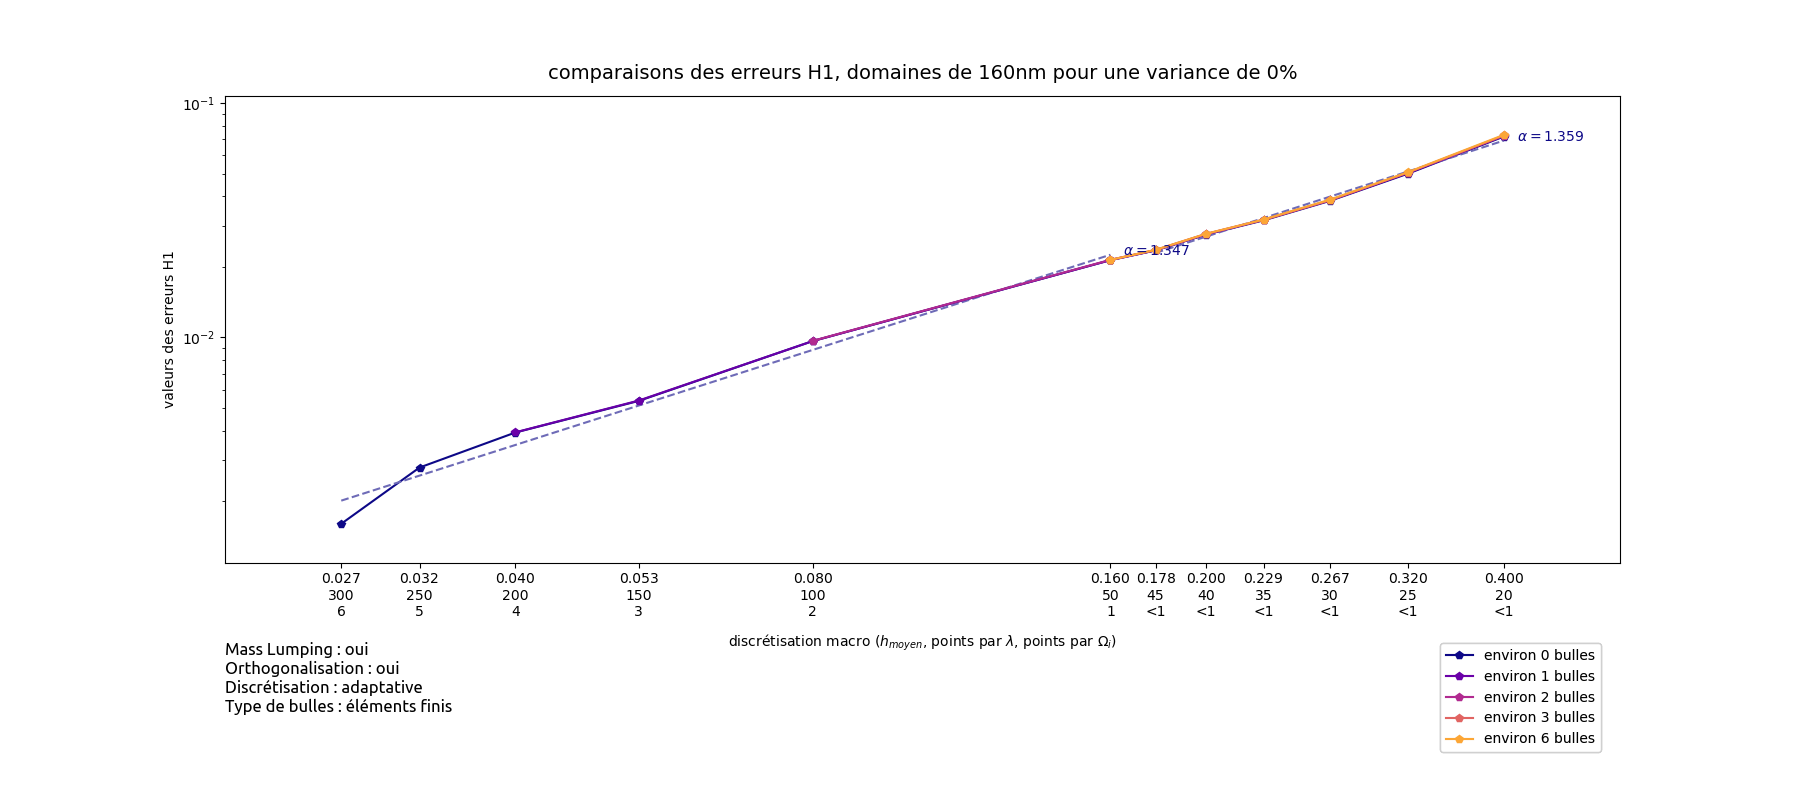 comparaisons des erreurs H1, domaines de 160nm pour une variance de 0%
valeurs des erreurs H1
10⁻¹
10⁻²
α = 1.359
α = 1.347
0.027 0.032 0.040 0.053 0.080 0.160 0.178 0.200 0.229 0.267 0.320 0.400
300 250 200 150 100 50 45 40 35 30 25 20
6 5 4 3 2 1 <1 <1 <1 <1 <1 <1
discrétisation macro (h_moyen, points par λ, points par Ω_i)
Mass Lumping : oui
Orthogonalisation : oui
Discrétisation : adaptative
Type de bulles : éléments finis
environ 0 bulles
environ 1 bulles
environ 2 bulles
environ 3 bulles
environ 6 bulles